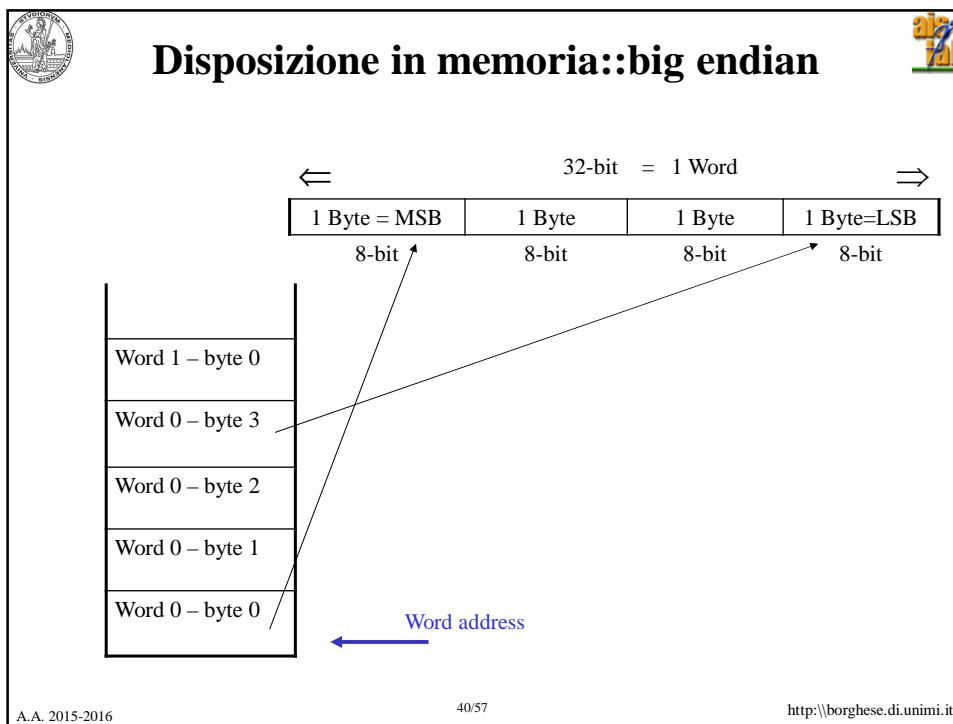 Disposizione in memoria::big endian
⇐ 32-bit = 1 Word ⇒
1 Byte = MSB 1 Byte 1 Byte 1 Byte=LSB
8-bit 8-bit 8-bit 8-bit
Word 1 – byte 0
Word 0 – byte 3
Word 0 – byte 2
Word 0 – byte 1
Word 0 – byte 0
Word address
A.A. 2015-2016 40/57 http:\\borghese.di.unimi.it